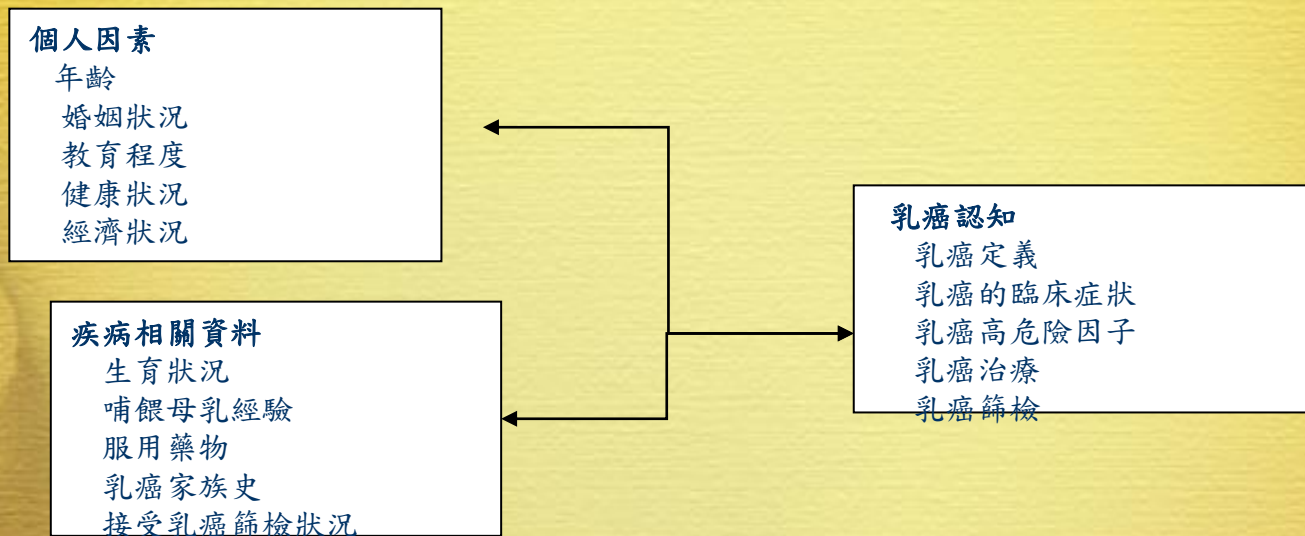 個人因素
年齡
婚姻狀況
教育程度
健康狀況
經濟狀況
疾病相關資料
生育狀況
哺餵母乳經驗
服用藥物
乳癌家族史
接受乳癌篩檢狀況
乳癌認知
乳癌定義
乳癌的臨床症狀
乳癌高危險因子
乳癌治療
乳癌篩檢